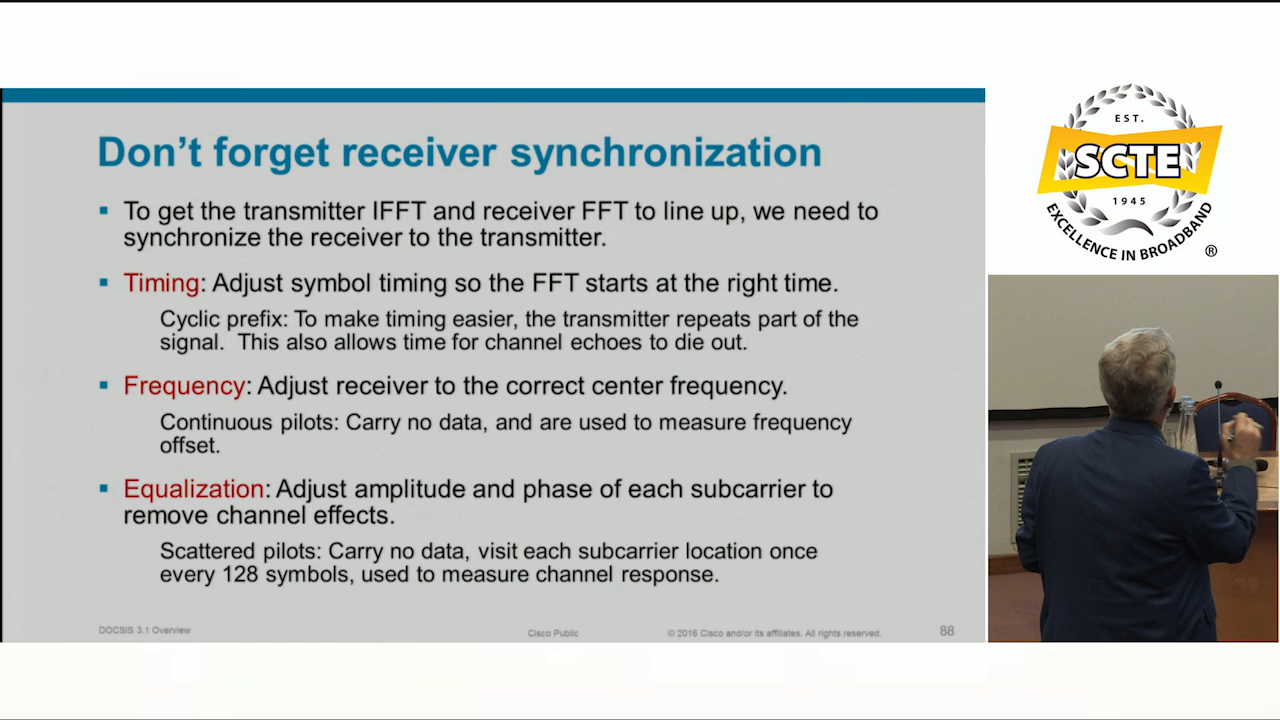 Don't forget receiver synchronization
▪ To get the transmitter IFFT and receiver FFT to line up, we need to
synchronize the receiver to the transmitter.
▪ Timing: Adjust symbol timing so the FFT starts at the right time.
Cyclic prefix: To make timing easier, the transmitter repeats part of the
signal. This also allows time for channel echoes to die out.
▪ Frequency: Adjust receiver to the correct center frequency.
Continuous pilots: Carry no data, and are used to measure frequency
offset.
▪ Equalization: Adjust amplitude and phase of each subcarrier to
remove channel effects.
Scattered pilots: Carry no data, visit each subcarrier location once
every 128 symbols, used to measure channel response.
DOCSIS 3.1 Overview
Cisco Public
© 2016 Cisco and/or its affiliates. All rights reserved.
88
EST.
SCTE
1945
EXCELLENCE IN BROADBAND
®